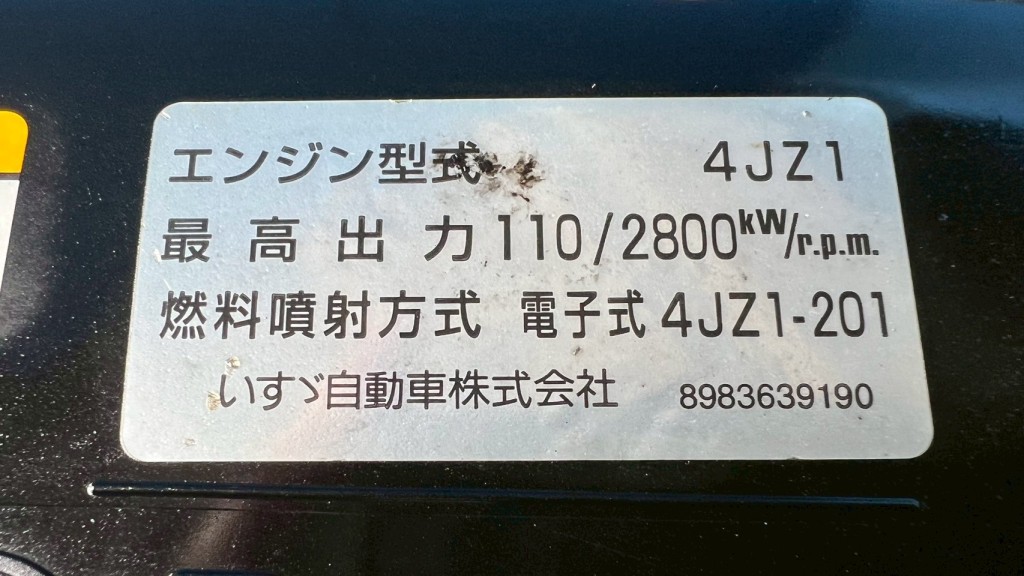 エンジン型式 4JZ1
最高出力 110/2800kW/r.p.m.
燃料噴射方式 電子式 4JZ1-201
いすゞ自動車株式会社 8983639190